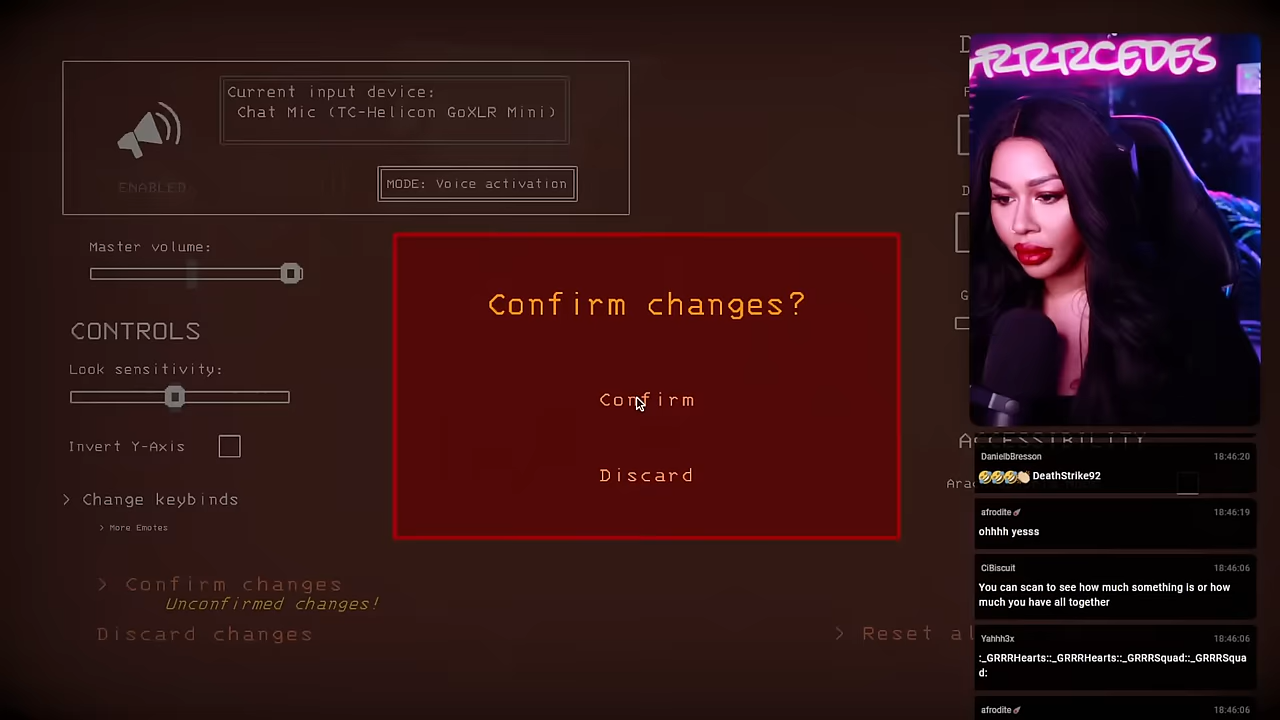 Current input device:
Chat Mic (TC-Helicon GoXLR Mini)
ENABLED
MODE: Voice activation
Master volume:
CONTROLS
Look sensitivity:
Invert Y-Axis
> Change keybinds
> More Emotes
> Confirm changes
Unconfirmed changes!
Discard changes
Confirm changes?
Confirm
Discard
> Reset al
RRRCEDES
ACCESSIBILITY
Arac
DanielbBresson 18:46:20
🤣🤣🤣👏 DeathStrike92
afrodite 18:46:19
ohhhh yesss
CiBiscuit 18:46:06
You can scan to see how much something is or how
much you have all together
Yahhh3x 18:46:06
:_GRRRHearts::_GRRRHearts::_GRRRSquad::_GRRRSqua
d:
afrodite 18:46:06